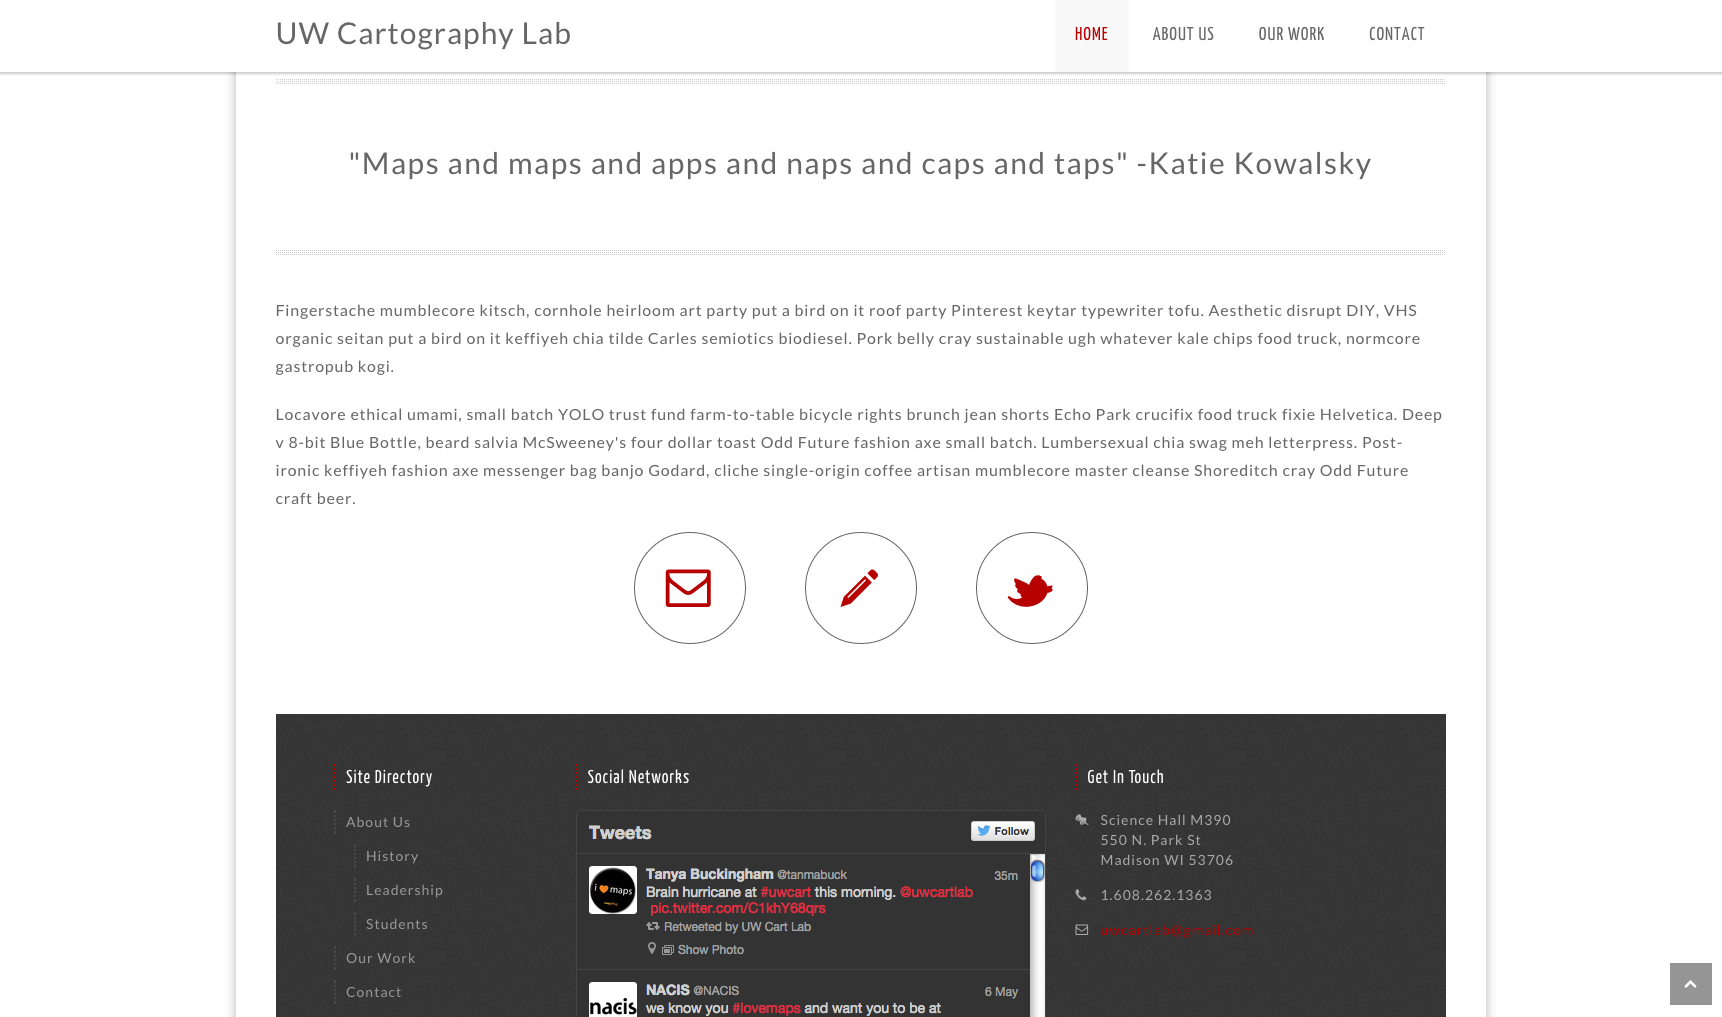 UW Cartography Lab
HOME
ABOUT US
OUR WORK
CONTACT
"Maps and maps and apps and naps and caps and taps" -Katie Kowalsky
Fingerstache mumblecore kitsch, cornhole heirloom art party put a bird on it roof party Pinterest keytar typewriter tofu. Aesthetic disrupt DIY, VHS
organic seitan put a bird on it keffiyeh chia tilde Carles semiotics biodiesel. Pork belly cray sustainable ugh whatever kale chips food truck, normcore
gastropub kogi.
Locavore ethical umami, small batch YOLO trust fund farm-to-table bicycle rights brunch jean shorts Echo Park crucifix food truck fixie Helvetica. Deep
v 8-bit Blue Bottle, beard salvia McSweeney's four dollar toast Odd Future fashion axe small batch. Lumbersexual chia swag meh letterpress. Post-
ironic keffiyeh fashion axe messenger bag banjo Godard, cliche single-origin coffee artisan mumblecore master cleanse Shoreditch cray Odd Future
craft beer.
Site Directory
About Us
History
Leadership
Students
Our Work
Contact
Social Networks
Tweets
Follow
i maps
Tanya Buckingham @tanmabuck 35m
Brain hurricane at #uwcart this morning. @uwcartlab
pic.twitter.com/C1khY68qrs
Retweeted by UW Cart Lab
Show Photo
nacis
NACIS @NACIS 6 May
we know you #lovemaps and want you to be at
Get In Touch
Science Hall M390
550 N. Park St
Madison WI 53706
1.608.262.1363
uwcartlab@gmail.com